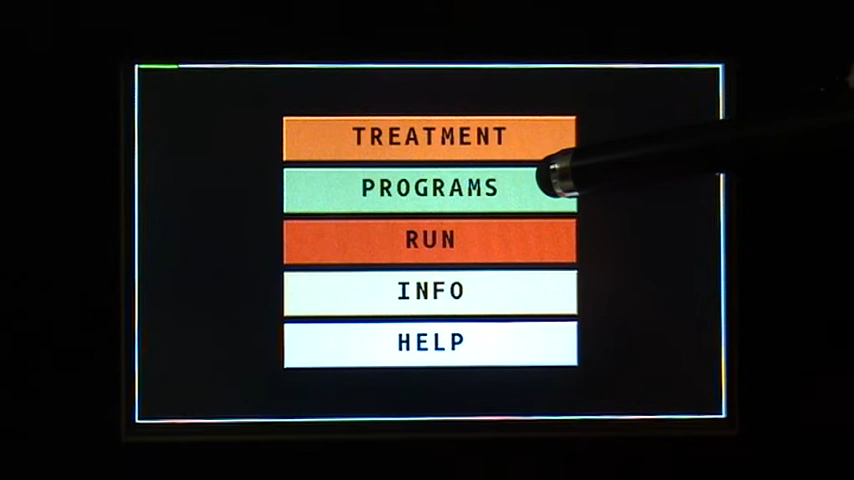 TREATMENT
PROGRAMS
RUN
INFO
HELP